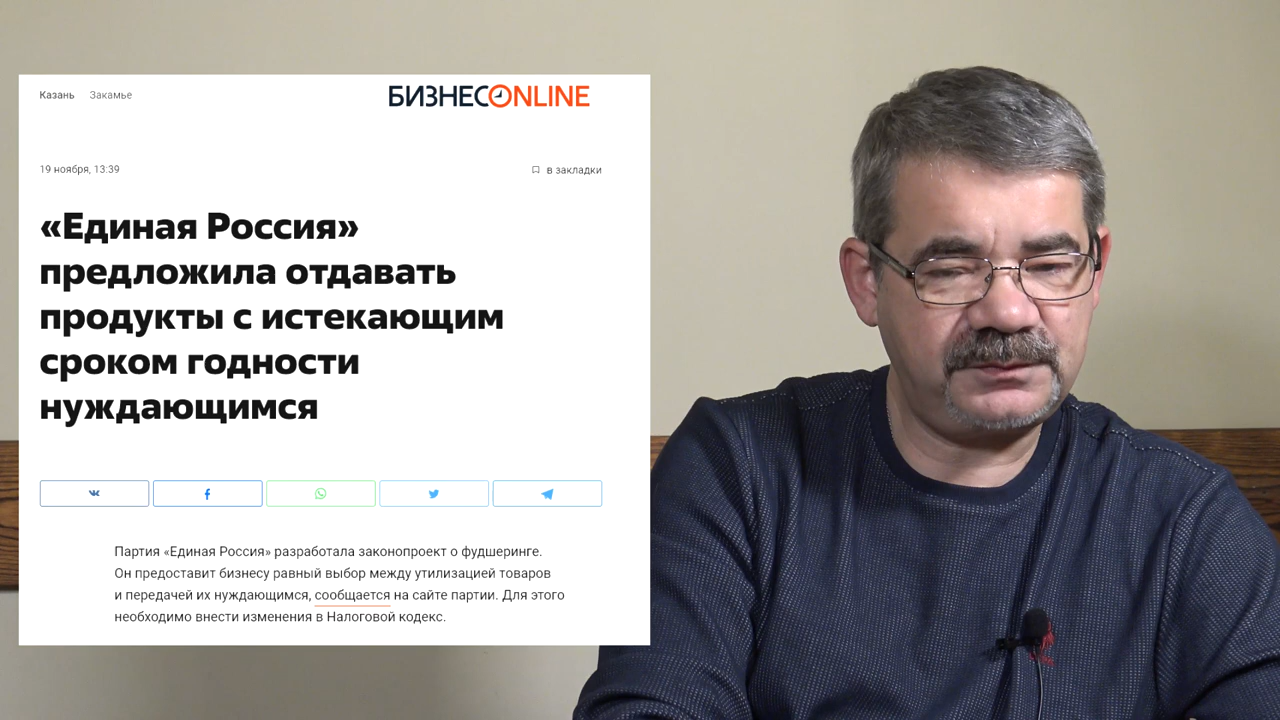 Казань Закамье
БИЗНЕС ONLINE
19 ноября, 13:39
в закладки
«Единая Россия»
предложила отдавать
продукты с истекающим
сроком годности
нуждающимся
Партия «Единая Россия» разработала законопроект о фудшеринге.
Он предоставит бизнесу равный выбор между утилизацией товаров
и передачей их нуждающимся, сообщается на сайте партии. Для этого
необходимо внести изменения в Налоговой кодекс.